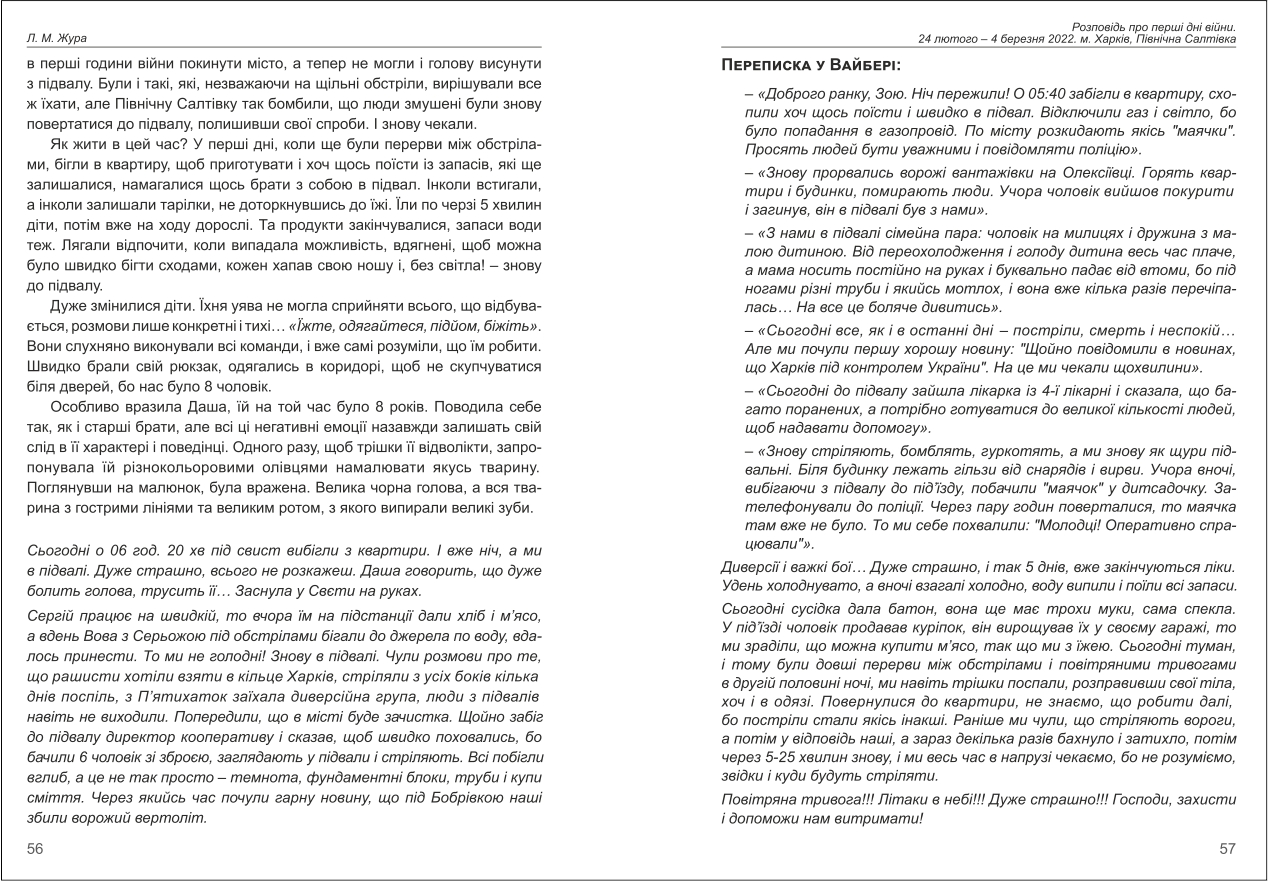 Л. М. Жура
в перші години війни покинути місто, а тепер не могли і голову висунути
з підвалу. Були і такі, які, незважаючи на щільні обстріли, вирішували все
ж їхати, але Північну Салтівку так бомбили, що люди змушені були знову
повертатися до підвалу, полишивши свої спроби. І знову чекали.
Як жити в цей час? У перші дні, коли ще були перерви між обстріла-
ми, бігли в квартиру, щоб приготувати і хоч щось поїсти із запасів, які ще
залишалися, намагалися щось брати з собою в підвал. Інколи встигали,
а інколи залишали тарілки, не доторкнувшись до їжі. Їли по черзі 5 хвилин
діти, потім вже на ходу дорослі. Та продукти закінчувалися, запаси води
теж. Лягали відпочити, коли випадала можливість, вдягнені, щоб можна
було швидко бігти сходами, кожен хапав свою ношу і, без світла! – знову
до підвалу.
Дуже змінилися діти. Їхня уява не могла сприйняти всього, що відбува-
ється, розмови лише конкретні і тихі… «Їжте, одягайтеся, підйом, біжіть».
Вони слухняно виконували всі команди, і вже самі розуміли, що їм робити.
Швидко брали свій рюкзак, одягались в коридорі, щоб не скупчуватися
біля дверей, бо нас було 8 чоловік.
Особливо вразила Даша, їй на той час було 8 років. Поводила себе
так, як і старші брати, але всі ці негативні емоції назавжди залишать свій
слід в її характері і поведінці. Одного разу, щоб трішки її відволікти, запро-
понувала їй різнокольоровими олівцями намалювати якусь тварину.
Поглянувши на малюнок, була вражена. Велика чорна голова, а вся тва-
рина з гострими лініями та великим ротом, з якого випирали великі зуби.
Сьогодні о 06 год. 20 хв під свист вибігли з квартири. І вже ніч, а ми
в підвалі. Дуже страшно, всього не розкажеш. Даша говорить, що дуже
болить голова, трусить її… Заснула у Свєти на руках.
Сергій працює на швидкій, то вчора їм на підстанції дали хліб і м’ясо,
а вдень Вова з Серьожою під обстрілами бігали до джерела по воду, вда-
лось принести. То ми не голодні! Знову в підвалі. Чули розмови про те,
що рашисти хотіли взяти в кільце Харків, стріляли з усіх боків кілька
днів поспіль, з П’ятихаток заїхала диверсійна група, люди з підвалів
навіть не виходили. Попередили, що в місті буде зачистка. Щойно забіг
до підвалу директор кооперативу і сказав, щоб швидко поховались, бо
бачили 6 чоловік зі зброєю, заглядають у підвали і стріляють. Всі побігли
вглиб, а це не так просто – темнота, фундаментні блоки, труби і купи
сміття. Через якийсь час почули гарну новину, що під Бобрівкою наші
збили ворожий вертоліт.
56
Розповідь про перші дні війни.
24 лютого – 4 березня 2022. м. Харків, Північна Салтівка
Переписка у Вайбері:
– «Доброго ранку, Зою. Ніч пережили! О 05:40 забігли в квартиру, схо-
пили хоч щось поїсти і швидко в підвал. Відключили газ і світло, бо
було попадання в газопровід. По місту розкидають якісь "маячки".
Просять людей бути уважними і повідомляти поліцію».
– «Знову прорвались ворожі вантажівки на Олексіївці. Горять квар-
тири і будинки, помирають люди. Учора чоловік вийшов покурити
і загинув, він в підвалі був з нами».
– «З нами в підвалі сімейна пара: чоловік на милицях і дружина з ма-
лою дитиною. Від переохолодження і голоду дитина весь час плаче,
а мама носить постійно на руках і буквально падає від втоми, бо під
ногами різні труби і якийсь мотлох, і вона вже кілька разів перечіпа-
лась… На все це боляче дивитись».
– «Сьогодні все, як і в останні дні – постріли, смерть і неспокій…
Але ми почули першу хорошу новину: "Щойно повідомили в новинах,
що Харків під контролем України". На це ми чекали щохвилини».
– «Сьогодні до підвалу зайшла лікарка із 4-ї лікарні і сказала, що ба-
гато поранених, а потрібно готуватися до великої кількості людей,
щоб надавати допомогу».
– «Знову стріляють, бомблять, гуркотять, а ми знову як щури під-
вальні. Біля будинку лежать гільзи від снарядів і вирви. Учора вночі,
вибігаючи з підвалу до під’їзду, побачили "маячок" у дитсадочку. За-
телефонували до поліції. Через пару годин поверталися, то маячка
там вже не було. То ми себе похвалили: "Молодці! Оперативно спра-
цювали"».
Диверсії і важкі бої… Дуже страшно, і так 5 днів, вже закінчуються ліки.
Удень холоднувато, а вночі взагалі холодно, воду випили і поїли всі запаси.
Сьогодні сусідка дала батон, вона ще має трохи муки, сама спекла.
У під’їзді чоловік продавав куріпок, він вирощував їх у своєму гаражі, то
ми зраділи, що можна купити м’ясо, так що ми з їжею. Сьогодні туман,
і тому були довші перерви між обстрілами і повітряними тривогами
в другій половині ночі, ми навіть трішки поспали, розправивши свої тіла,
хоч і в одязі. Повернулися до квартири, не знаємо, що робити далі,
бо постріли стали якісь інакші. Раніше ми чули, що стріляють вороги,
а потім у відповідь наші, а зараз декілька разів бахнуло і затихло, потім
через 5-25 хвилин знову, і ми весь час в напрузі чекаємо, бо не розуміємо,
звідки і куди будуть стріляти.
Повітряна тривога!!! Літаки в небі!!! Дуже страшно!!! Господи, захисти
і допоможи нам витримати!
57